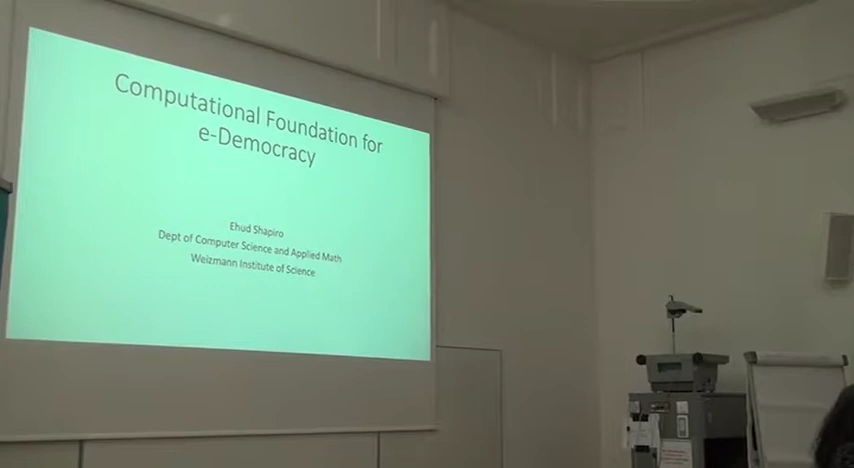 Computational Foundation for
e-Democracy
Ehud Shapiro
Dept of Computer Science and Applied Math
Weizmann Institute of Science